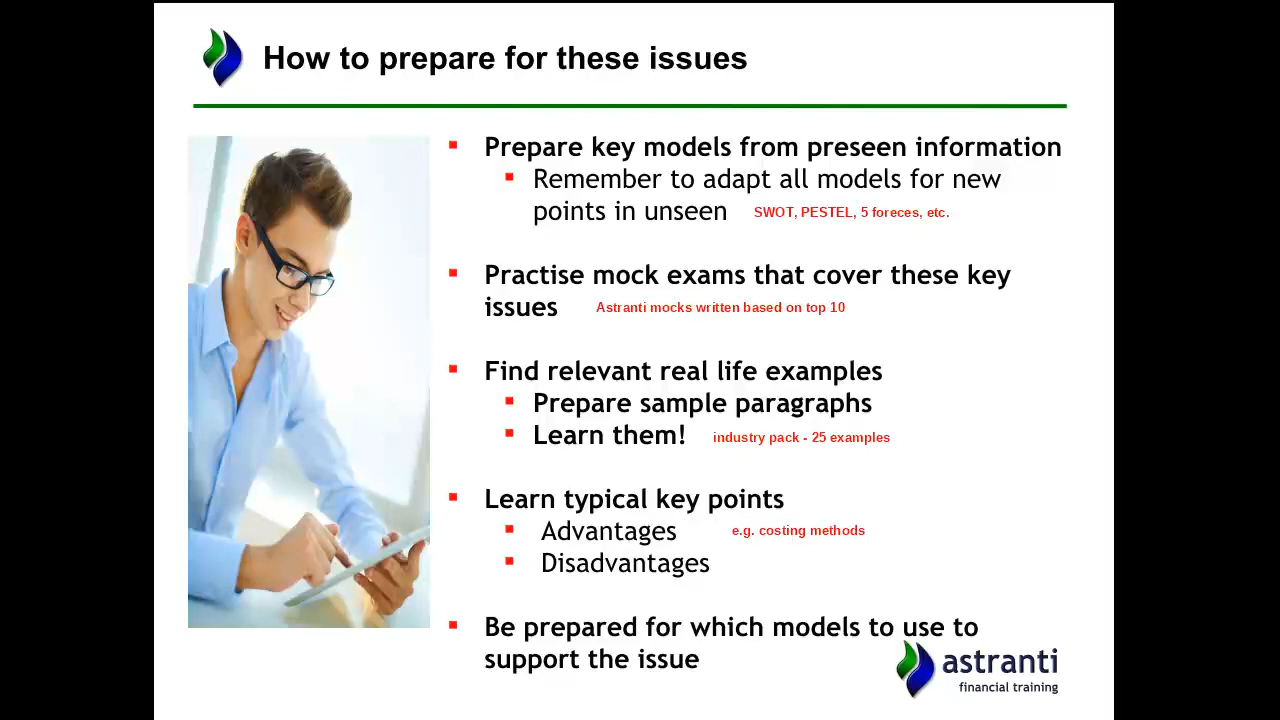 How to prepare for these issues
Prepare key models from preseen information
Remember to adapt all models for new
points in unseen SWOT, PESTEL, 5 foreces, etc.
Practise mock exams that cover these key
issues Astranti mocks written based on top 10
Find relevant real life examples
Prepare sample paragraphs
Learn them! industry pack - 25 examples
Learn typical key points
Advantages e.g. costing methods
Disadvantages
Be prepared for which models to use to
support the issue
astranti
financial training